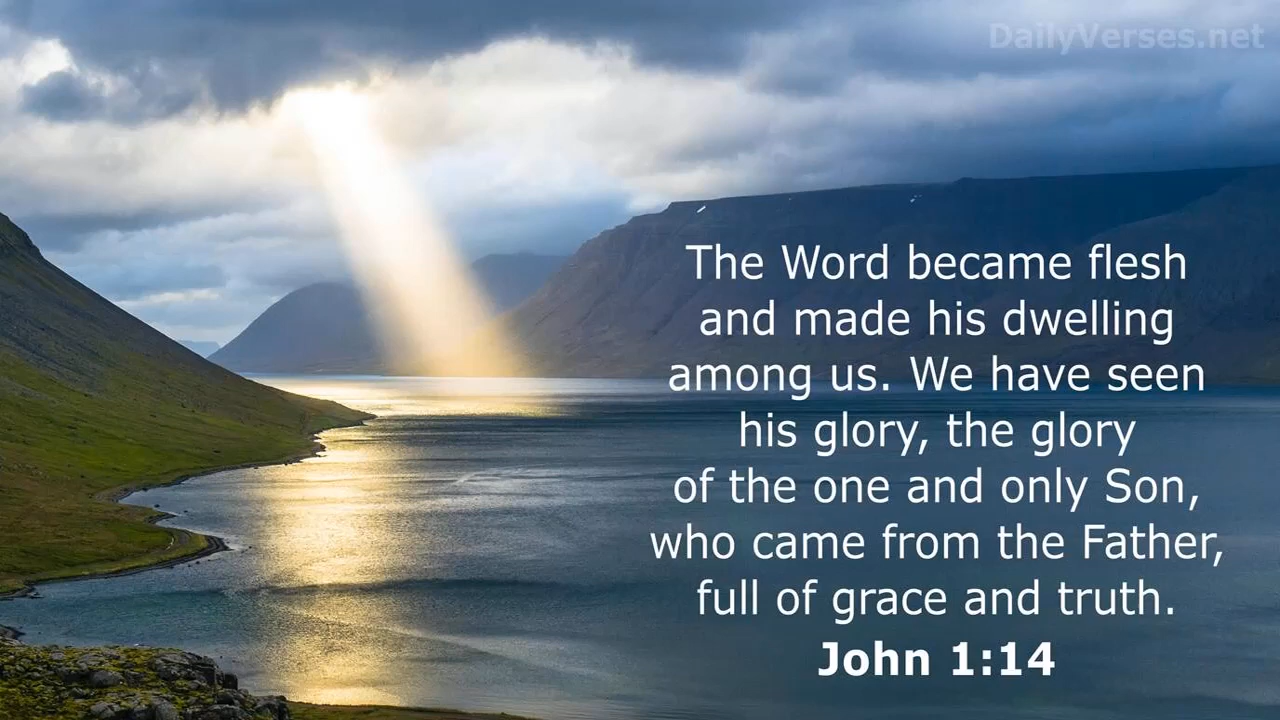 DailyVerses.net
The Word became flesh
and made his dwelling
among us. We have seen
his glory, the glory
of the one and only Son,
who came from the Father,
full of grace and truth.
John 1:14